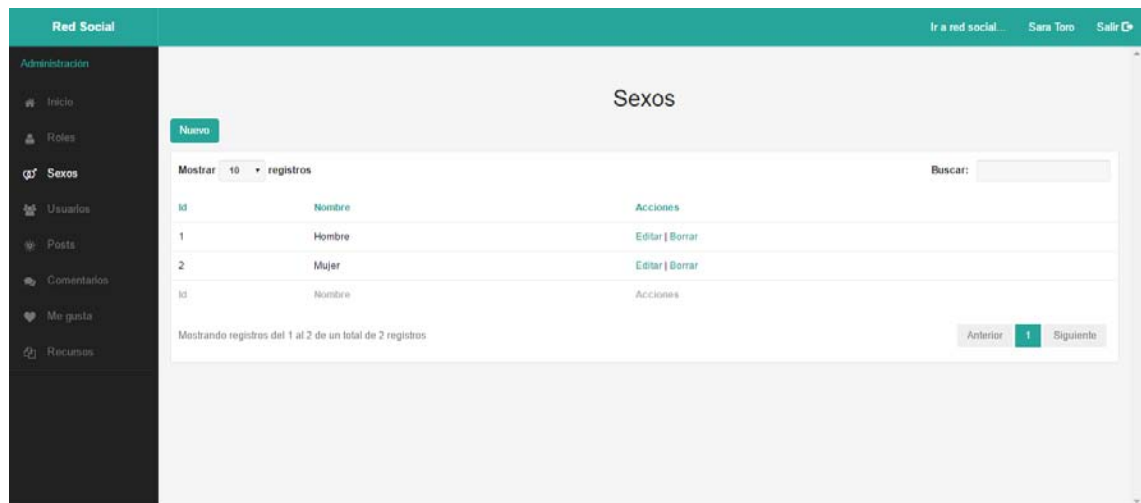 Red Social
Ir a red social... Sara Toro Salir
Administración
Inicio
Roles
Sexos
Usuarios
Posts
Comentarios
Me gusta
Recursos
Sexos
Nuevo
Mostrar 10 registros Buscar:
Id Nombre Acciones
1 Hombre Editar | Borrar
2 Mujer Editar | Borrar
Id Nombre Acciones
Mostrando registros del 1 al 2 de un total de 2 registros
Anterior 1 Siguiente